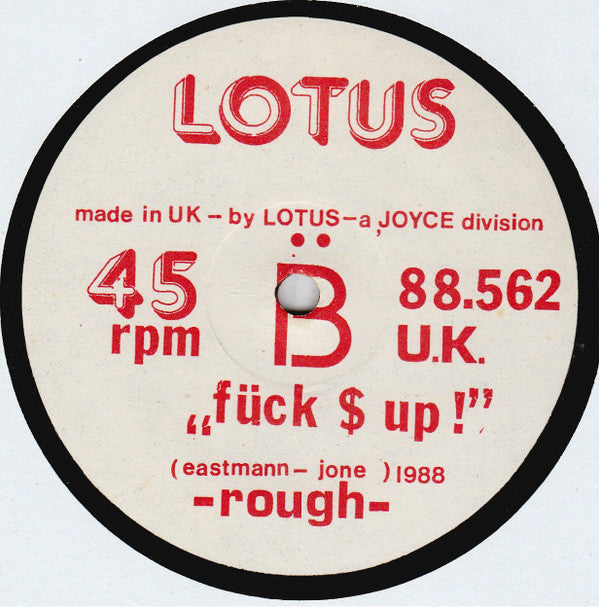 LOTUS
made in UK – by LOTUS – a ,JOYCE division
45 rpm
B̈
88.562
U.K.
„fück $ up !”
(eastmann – jone )1988
-rough-